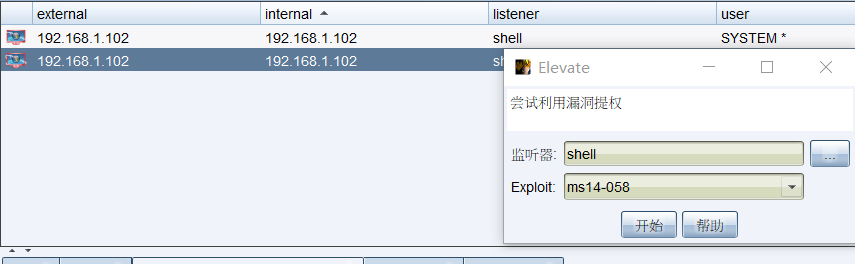 external internal listener user
192.168.1.102 192.168.1.102 shell SYSTEM *
192.168.1.102 192.168.1.102
Elevate
尝试利用漏洞提权
监听器: shell ...
Exploit: ms14-058
开始 帮助